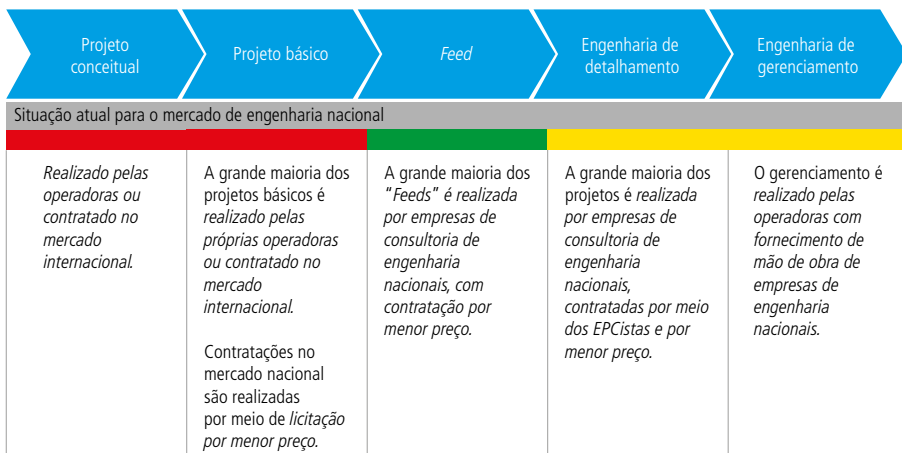 Projeto
conceitual
Projeto básico
Feed
Engenharia de
detalhamento
Engenharia de
gerenciamento
Situação atual para o mercado de engenharia nacional
Realizado pelas
operadoras ou
contratado no
mercado
internacional.
A grande maioria dos
projetos básicos é
realizado pelas
próprias operadoras
ou contratado no
mercado
internacional.
Contratações no
mercado nacional
são realizadas
por meio de licitação
por menor preço.
A grande maioria dos
"Feeds" é realizada
por empresas de
consultoria de
engenharia
nacionais, com
contratação por
menor preço.
A grande maioria dos
projetos é realizada
por empresas de
consultoria de
engenharia
nacionais,
contratadas por meio
dos EPCistas e por
menor preço.
O gerenciamento é
realizado pelas
operadoras com
fornecimento de
mão de obra de
empresas de
engenharia
nacionais.